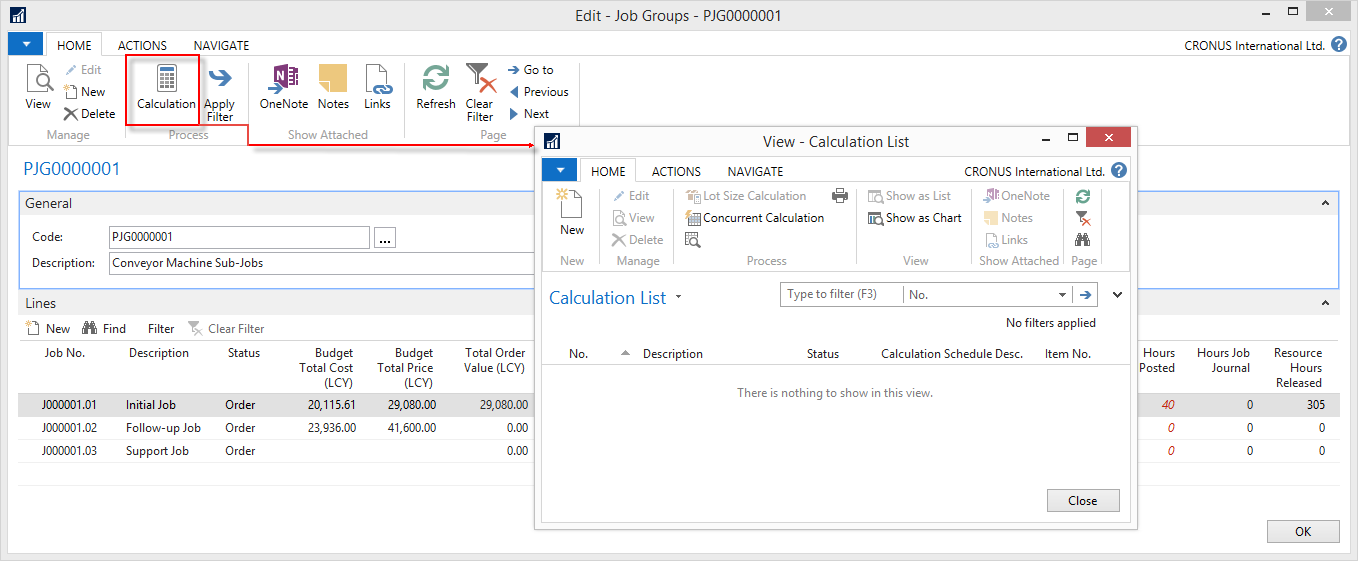 Edit - Job Groups - PJG0000001
HOME ACTIONS NAVIGATE CRONUS International Ltd. ?
View
Edit
New
Delete
Manage
Calculation
Apply
Filter
Process
OneNote Notes Links
Show Attached
Refresh
Clear
Filter
Go to
Previous
Next
Page
PJG0000001
General
Code: PJG0000001 ...
Description: Conveyor Machine Sub-Jobs
Lines
New Find Filter Clear Filter
Job No. Description Status Budget Total Cost (LCY) Budget Total Price (LCY) Total Order Value (LCY) Hours Posted Hours Job Journal Resource Hours Released
J000001.01 Initial Job Order 20,115.61 29,080.00 29,080.00 40 0 305
J000001.02 Follow-up Job Order 23,936.00 41,600.00 0.00 0 0 0
J000001.03 Support Job Order 0.00 0 0 0
OK
View - Calculation List
HOME ACTIONS NAVIGATE CRONUS International Ltd. ?
New
New
Edit
View
Delete
Manage
Lot Size Calculation
Concurrent Calculation
Process
Show as List
Show as Chart
View
OneNote
Notes
Links
Show Attached
Page
Calculation List
Type to filter (F3) No.
No filters applied
No. Description Status Calculation Schedule Desc. Item No.
There is nothing to show in this view.
Close